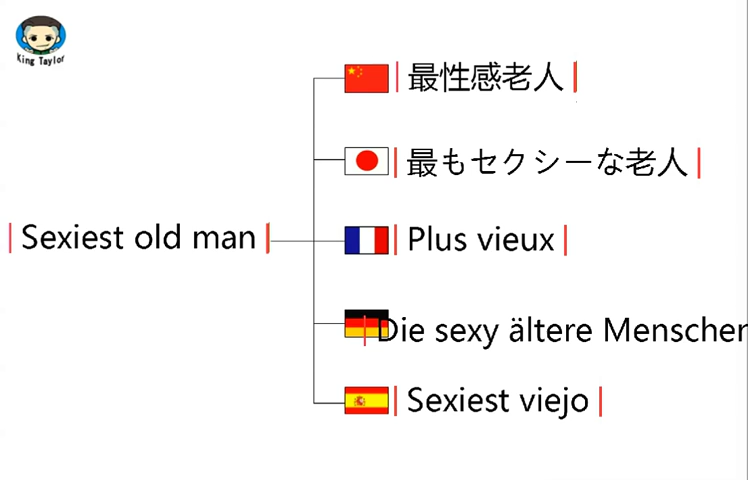 King Taylor
最性感老人
最もセクシーな老人
Sexiest old man
Plus vieux
Die sexy ältere Menschen
Sexiest viejo